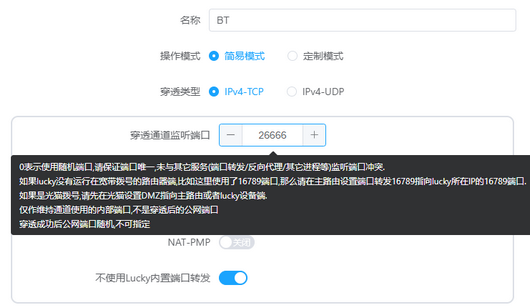 名称 BT
操作模式 简易模式 定制模式
穿透类型 IPv4-TCP IPv4-UDP
穿透通道监听端口 — 26666 +
0表示使用随机端口,请保证端口唯一,未与其它服务(端口转发/反向代理/其它进程等)监听端口冲突.
如果lucky没有运行在宽带拨号的路由器端,比如这里使用了16789端口,那么请在主路由设置端口转发16789指向lucky所在IP的16789端口.
如果是光猫拨号,请先在光猫设置DMZ指向主路由或者lucky设备端.
仅作维持通道使用的内部端口,不是穿透后的公网端口
穿透成功后公网端口随机,不可指定
NAT-PMP 关闭
不使用Lucky内置端口转发